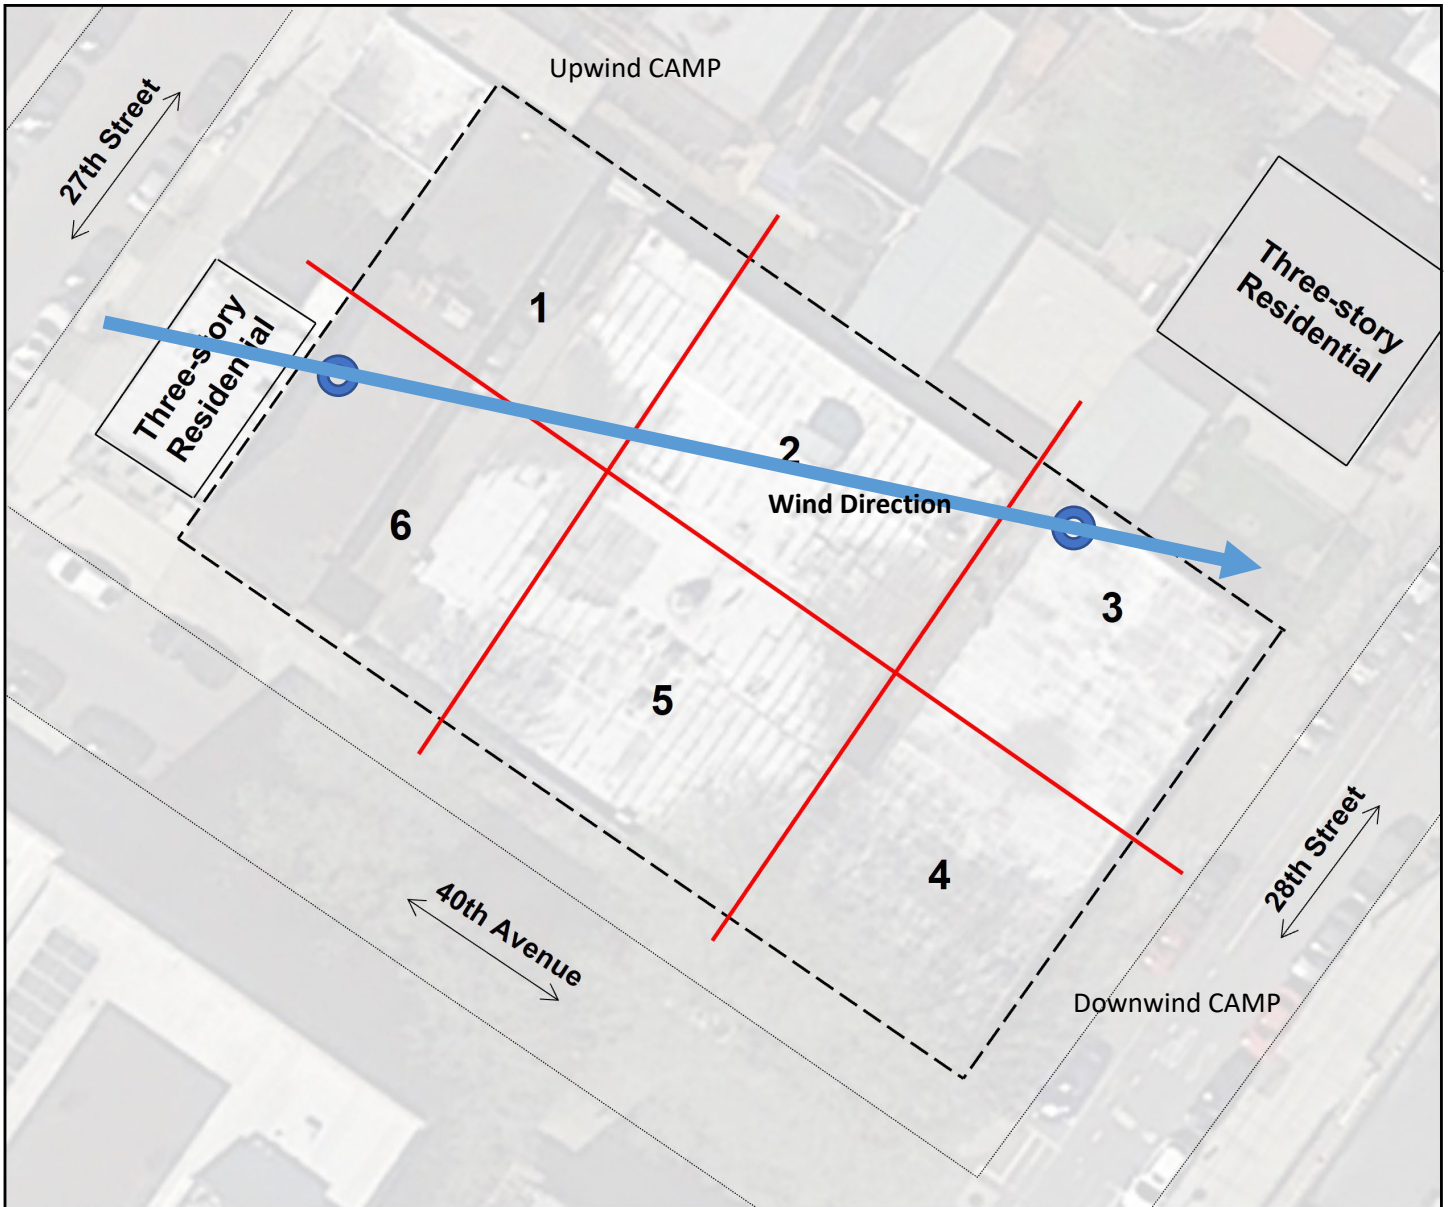 Upwind CAMP
27th Street
Three-story
Residential
Three-story
Residential
1
2
Wind Direction
3
6
5
4
40th Avenue
28th Street
Downwind CAMP